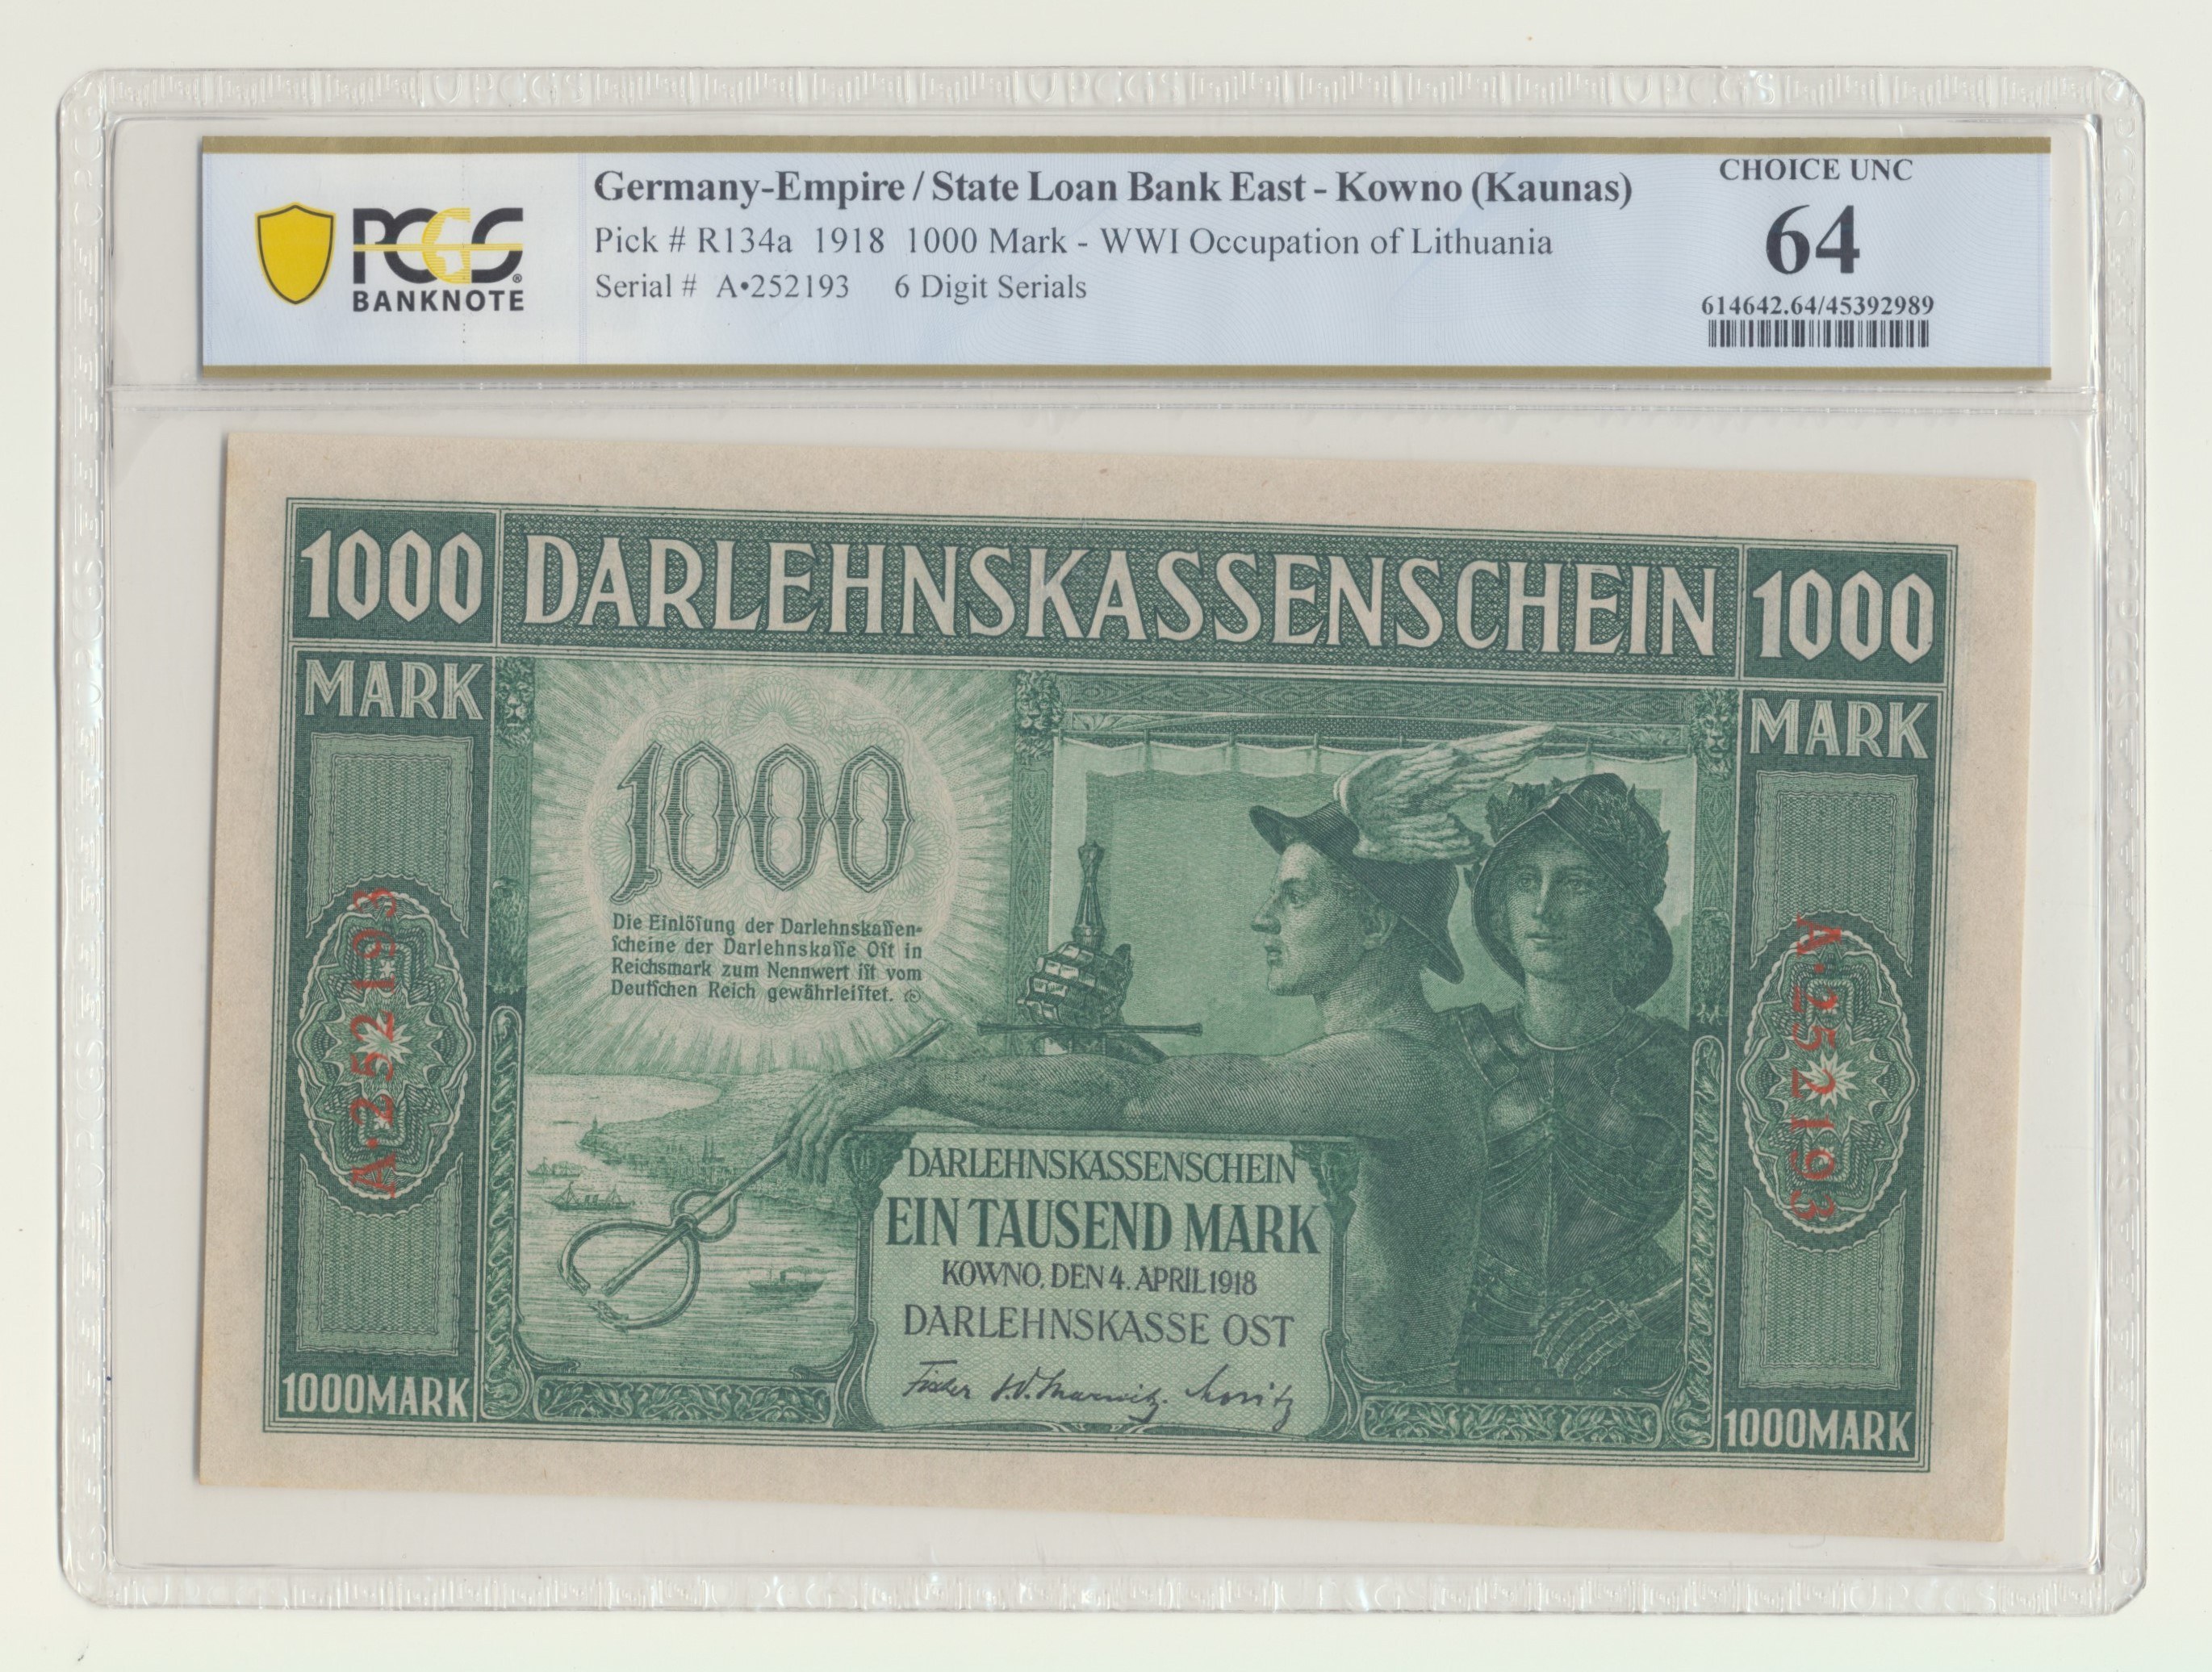 PCGS
BANKNOTE
Germany-Empire / State Loan Bank East - Kowno (Kaunas)
Pick # R134a 1918 1000 Mark - WWI Occupation of Lithuania
Serial # A•252193 6 Digit Serials
CHOICE UNC
64
614642.64/45392989
1000 DARLEHNSKASSENSCHEIN 1000
MARK
MARK
1000
Die Einlöſung der Darlehnskaſſen-
ſcheine der Darlehnskaſſe Oſt in
Reichsmark zum Nennwert iſt vom
Deutſchen Reich gewährleiſtet.
A•252193
A•252193
DARLEHNSKASSENSCHEIN
EIN TAUSEND MARK
KOWNO, DEN 4. APRIL 1918
DARLEHNSKASSE OST
1000MARK
1000MARK